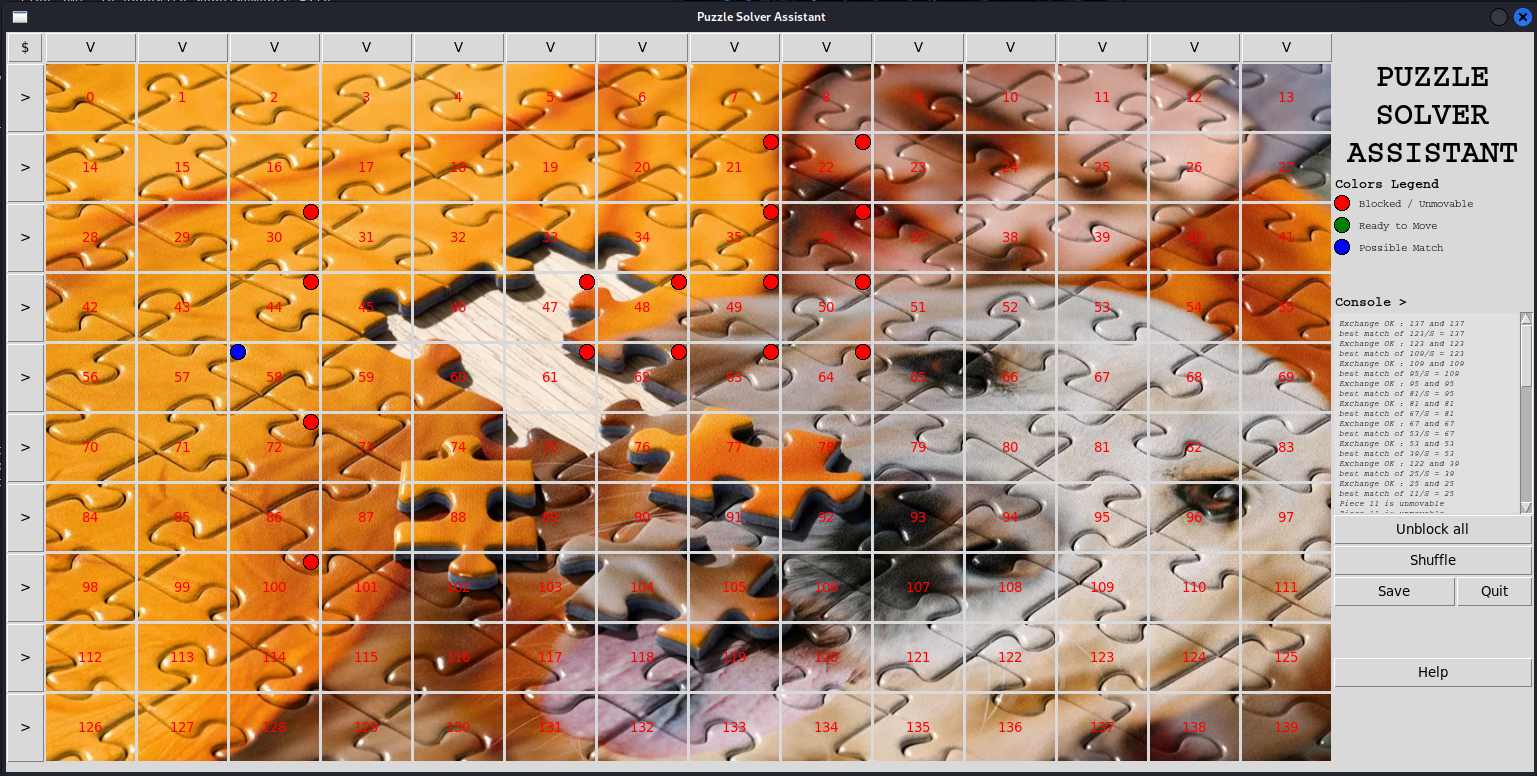 Puzzle Solver Assistant
$ V V V V V V V V V V V V V V
> 0 1 2 3 4 5 6 7 8 9 10 11 12 13
> 14 15 16 17 18 19 20 21 22 23 24 25 26 27
> 28 29 30 31 32 33 34 35 36 37 38 39 40 41
> 42 43 44 45 46 47 48 49 50 51 52 53 54 55
> 56 57 58 59 60 61 62 63 64 65 66 67 68 69
> 70 71 72 73 74 75 76 77 78 79 80 81 82 83
> 84 85 86 87 88 89 90 91 92 93 94 95 96 97
> 98 99 100 101 102 103 104 105 106 107 108 109 110 111
> 112 113 114 115 116 117 118 119 120 121 122 123 124 125
> 126 127 128 129 130 131 132 133 134 135 136 137 138 139
PUZZLE
SOLVER
ASSISTANT
Colors Legend
Blocked / Unmovable
Ready to Move
Possible Match
Console >
Exchange OK : 137 and 137
best match of 123/S = 137
Exchange OK : 123 and 123
best match of 109/S = 123
Exchange OK : 109 and 109
best match of 95/S = 109
Exchange OK : 95 and 95
best match of 81/S = 95
Exchange OK : 81 and 81
best match of 67/S = 81
Exchange OK : 67 and 67
best match of 53/S = 67
Exchange OK : 53 and 53
best match of 39/S = 53
Exchange OK : 122 and 39
best match of 25/S = 39
Exchange OK : 25 and 25
best match of 11/S = 25
Piece 11 is unmovable
Unblock all
Shuffle
Save
Quit
Help